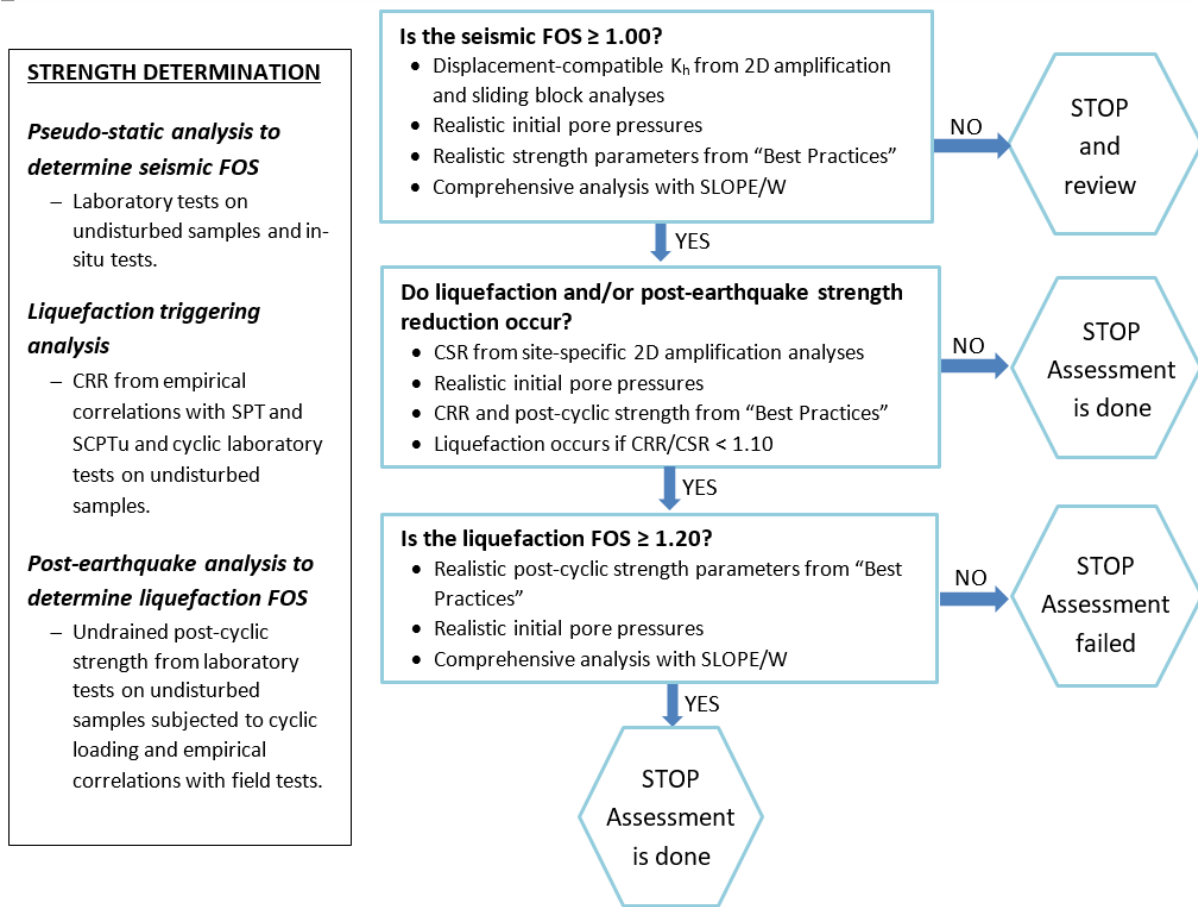 STRENGTH DETERMINATION
Pseudo-static analysis to
determine seismic FOS
– Laboratory tests on
undisturbed samples and in-
situ tests.
Liquefaction triggering
analysis
– CRR from empirical
correlations with SPT and
SCPTu and cyclic laboratory
tests on undisturbed
samples.
Post-earthquake analysis to
determine liquefaction FOS
– Undrained post-cyclic
strength from laboratory
tests on undisturbed
samples subjected to cyclic
loading and empirical
correlations with field tests.
Is the seismic FOS ≥ 1.00?
• Displacement-compatible Kh from 2D amplification
and sliding block analyses
• Realistic initial pore pressures
• Realistic strength parameters from “Best Practices”
• Comprehensive analysis with SLOPE/W
NO
STOP
and
review
YES
Do liquefaction and/or post-earthquake strength
reduction occur?
• CSR from site-specific 2D amplification analyses
• Realistic initial pore pressures
• CRR and post-cyclic strength from “Best Practices”
• Liquefaction occurs if CRR/CSR < 1.10
NO
STOP
Assessment
is done
YES
Is the liquefaction FOS ≥ 1.20?
• Realistic post-cyclic strength parameters from “Best
Practices”
• Realistic initial pore pressures
• Comprehensive analysis with SLOPE/W
NO
STOP
Assessment
failed
YES
STOP
Assessment
is done